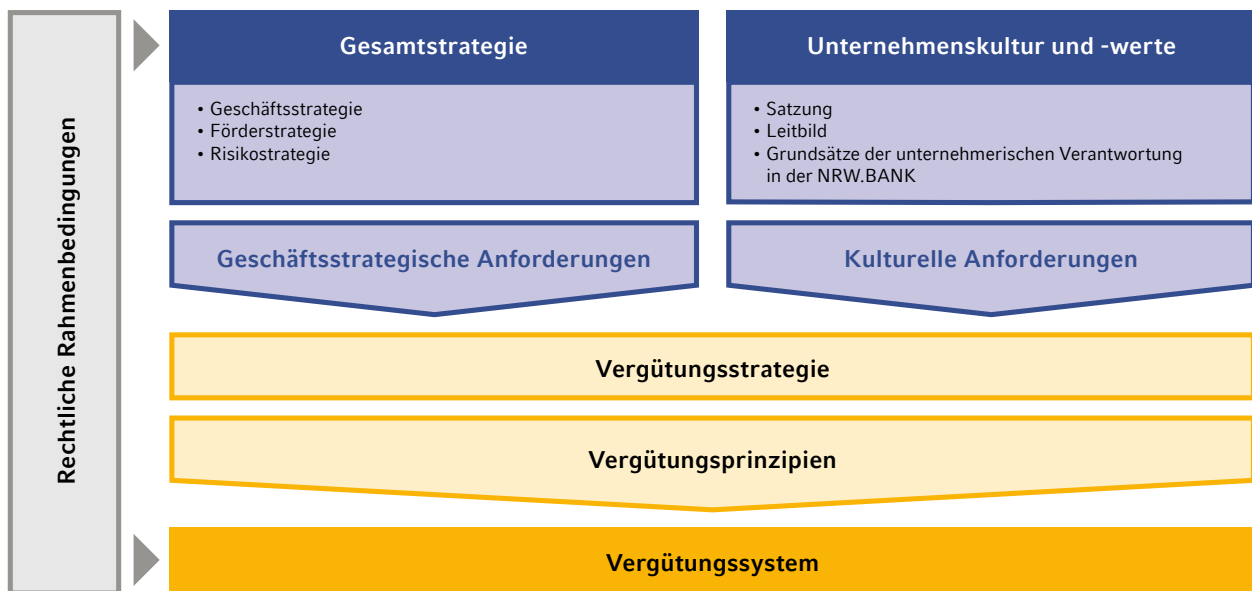 Rechtliche Rahmenbedingungen
Gesamtstrategie
• Geschäftsstrategie
• Förderstrategie
• Risikostrategie
Unternehmenskultur und -werte
• Satzung
• Leitbild
• Grundsätze der unternehmerischen Verantwortung
in der NRW.BANK
Geschäftsstrategische Anforderungen
Kulturelle Anforderungen
Vergütungsstrategie
Vergütungsprinzipien
Vergütungssystem